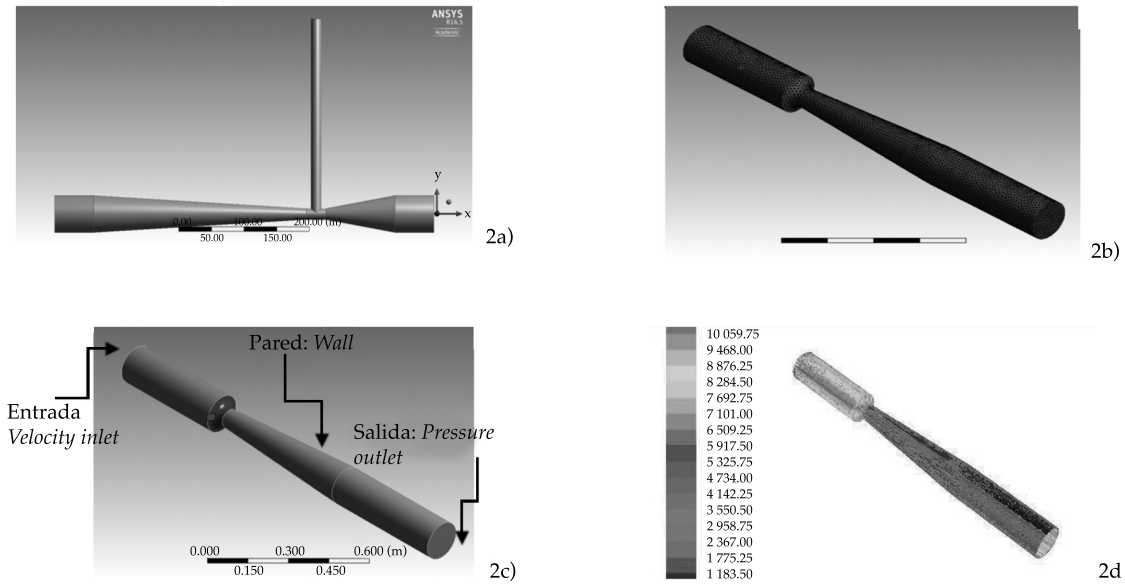 ANSYS
R14.5
Academic
y
x
0.00 100.00 200.00 (m)
50.00 150.00
2a)
2b)
Pared: Wall
Entrada
Velocity inlet
Salida: Pressure
outlet
0.000 0.300 0.600 (m)
0.150 0.450
2c)
10 059.75
9 468.00
8 876.25
8 284.50
7 692.75
7 101.00
6 509.25
5 917.50
5 325.75
4 734.00
4 142.25
3 550.50
2 958.75
2 367.00
1 775.25
1 183.50
2d